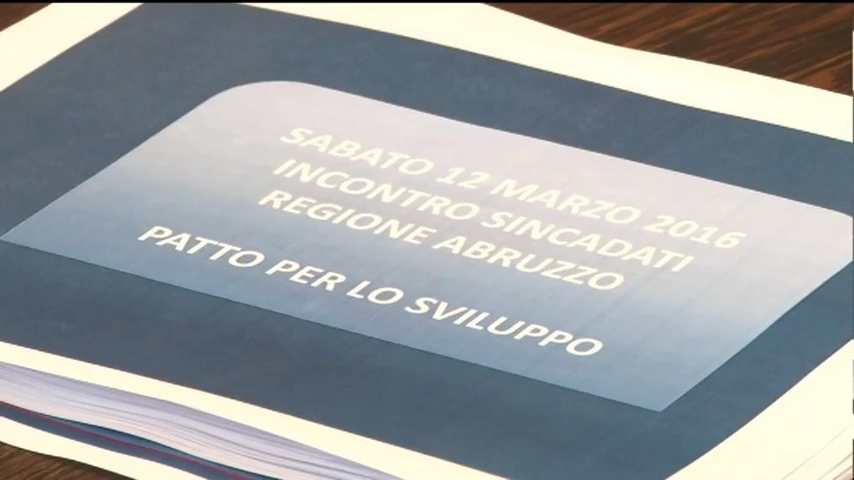 SABATO 12 MARZO 2016
INCONTRO SINCADATI
REGIONE ABRUZZO
PATTO PER LO SVILUPPO